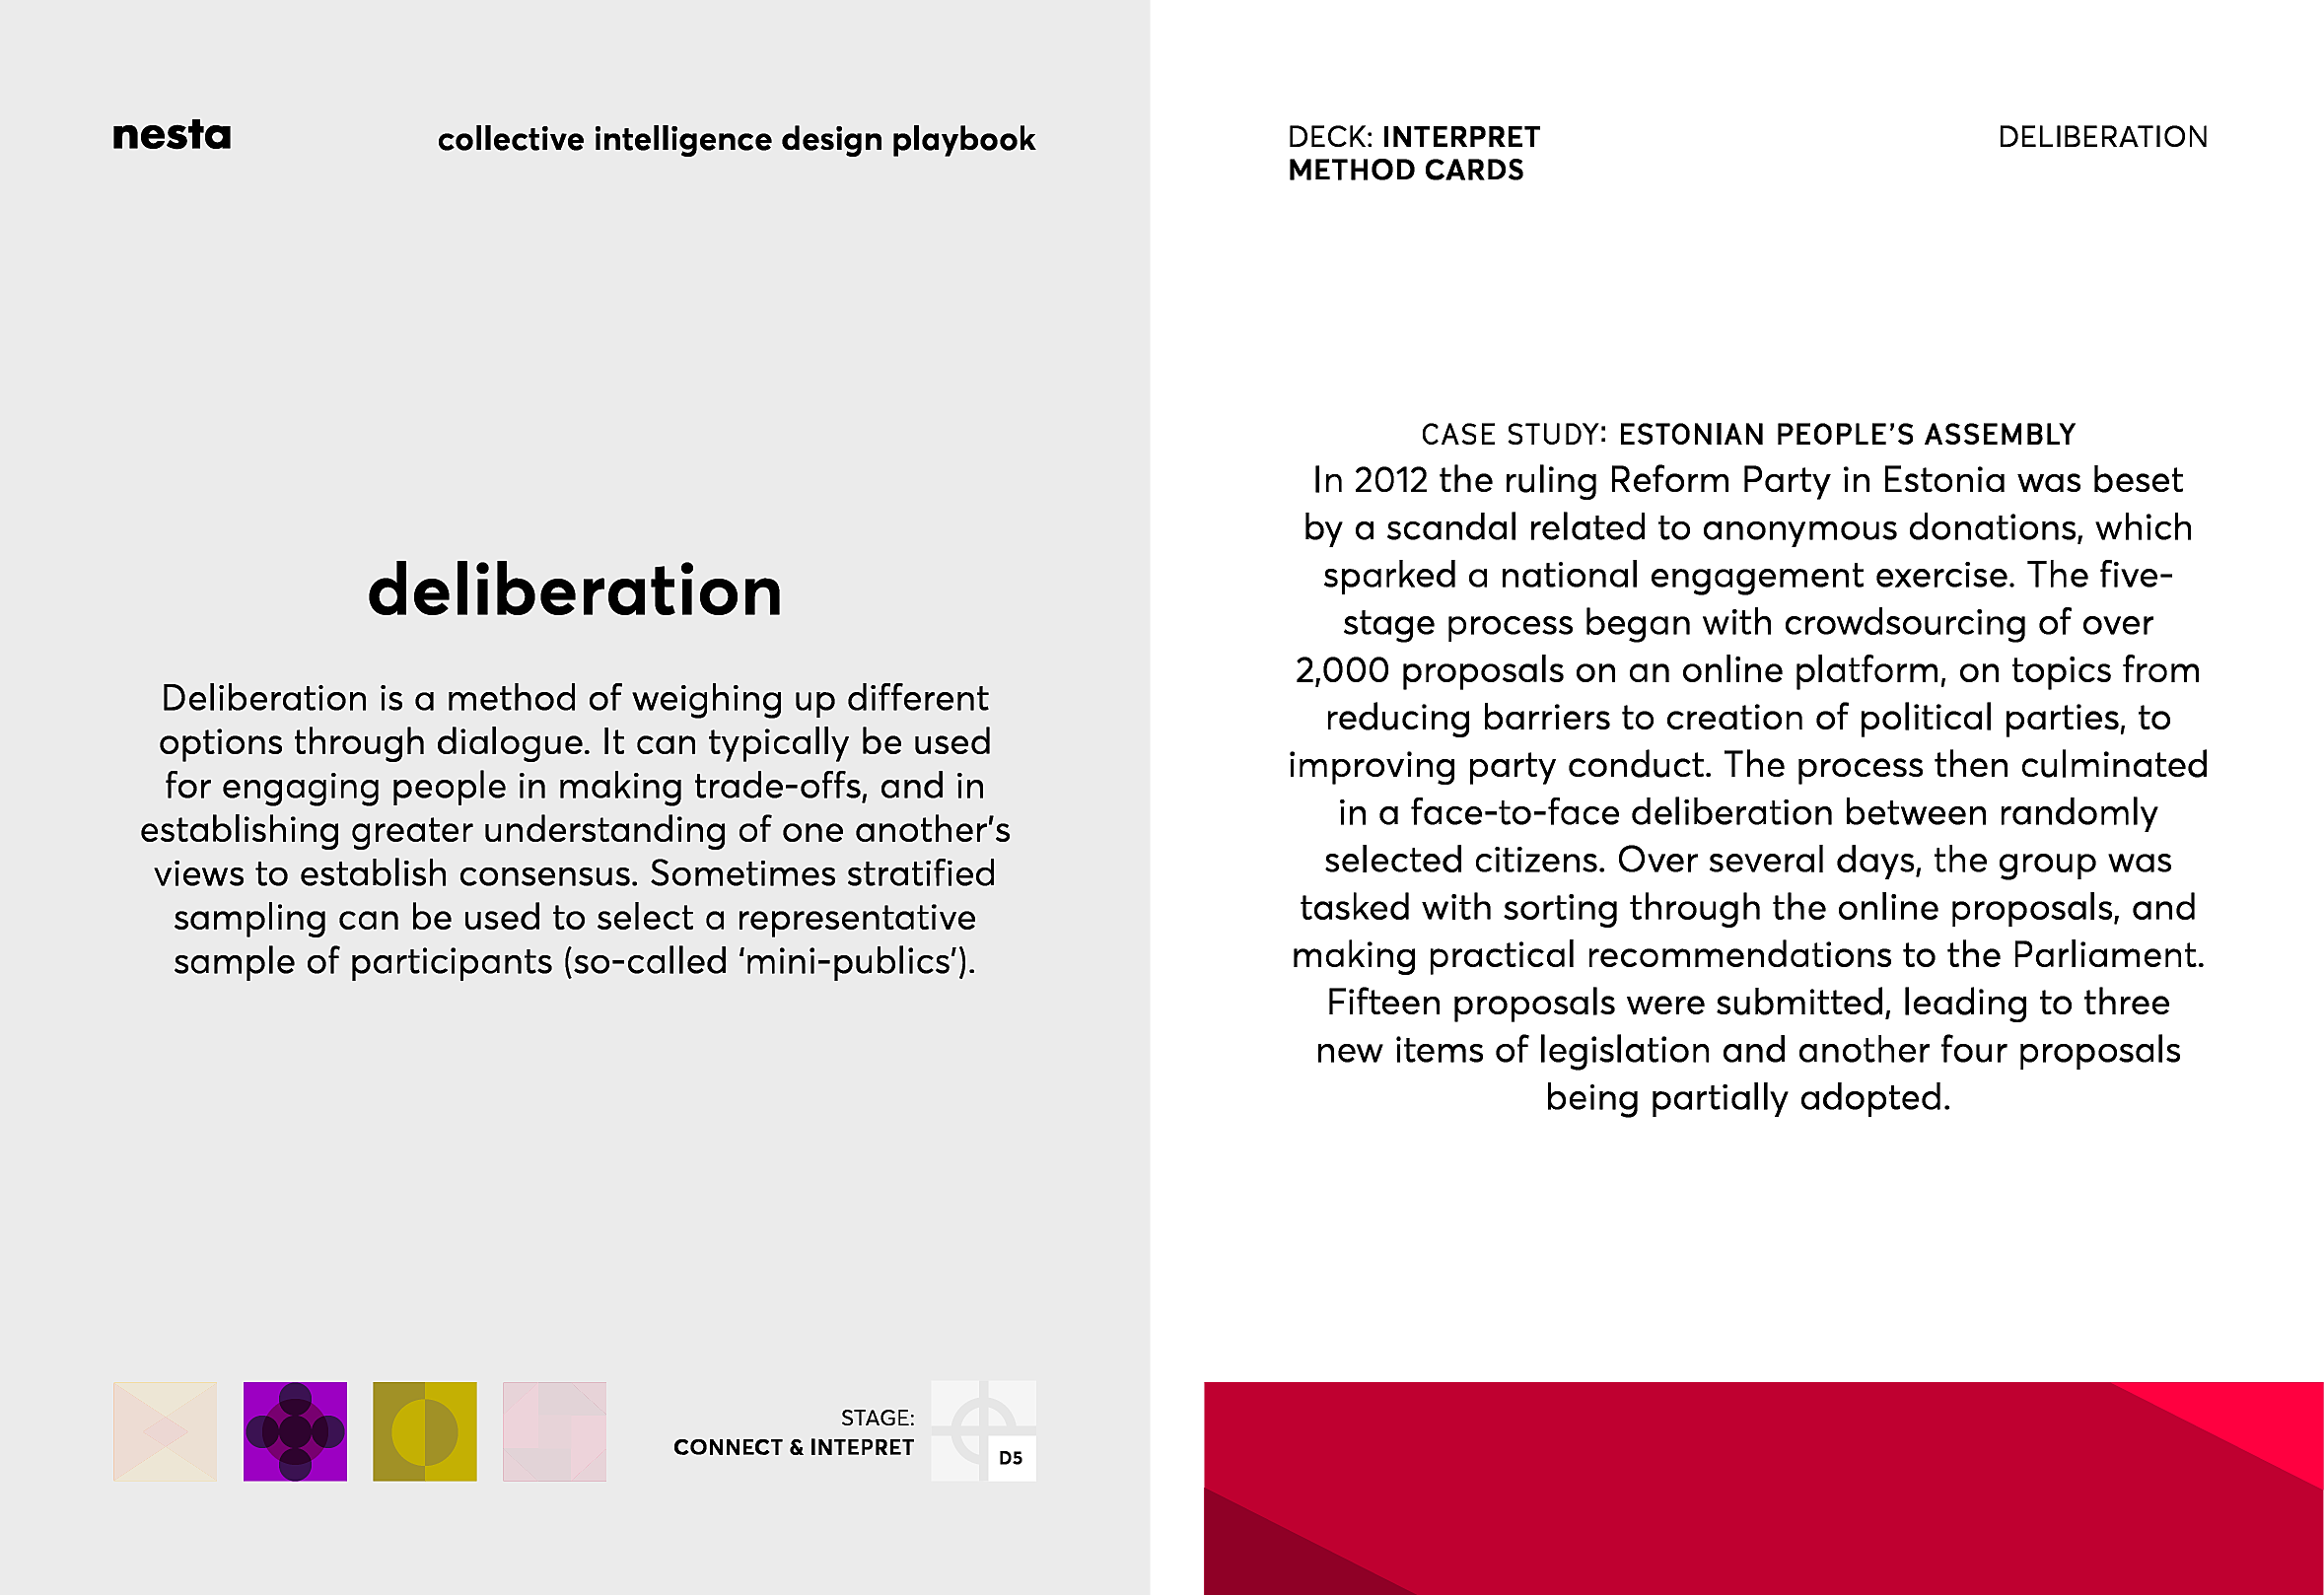 nesta
collective intelligence design playbook
deliberation
Deliberation is a method of weighing up different
options through dialogue. It can typically be used
for engaging people in making trade-offs, and in
establishing greater understanding of one another’s
views to establish consensus. Sometimes stratified
sampling can be used to select a representative
sample of participants (so-called ‘mini-publics’).
STAGE:
CONNECT & INTEPRET
D5
DECK: INTERPRET
METHOD CARDS
DELIBERATION
CASE STUDY: ESTONIAN PEOPLE’S ASSEMBLY
In 2012 the ruling Reform Party in Estonia was beset
by a scandal related to anonymous donations, which
sparked a national engagement exercise. The five-
stage process began with crowdsourcing of over
2,000 proposals on an online platform, on topics from
reducing barriers to creation of political parties, to
improving party conduct. The process then culminated
in a face-to-face deliberation between randomly
selected citizens. Over several days, the group was
tasked with sorting through the online proposals, and
making practical recommendations to the Parliament.
Fifteen proposals were submitted, leading to three
new items of legislation and another four proposals
being partially adopted.